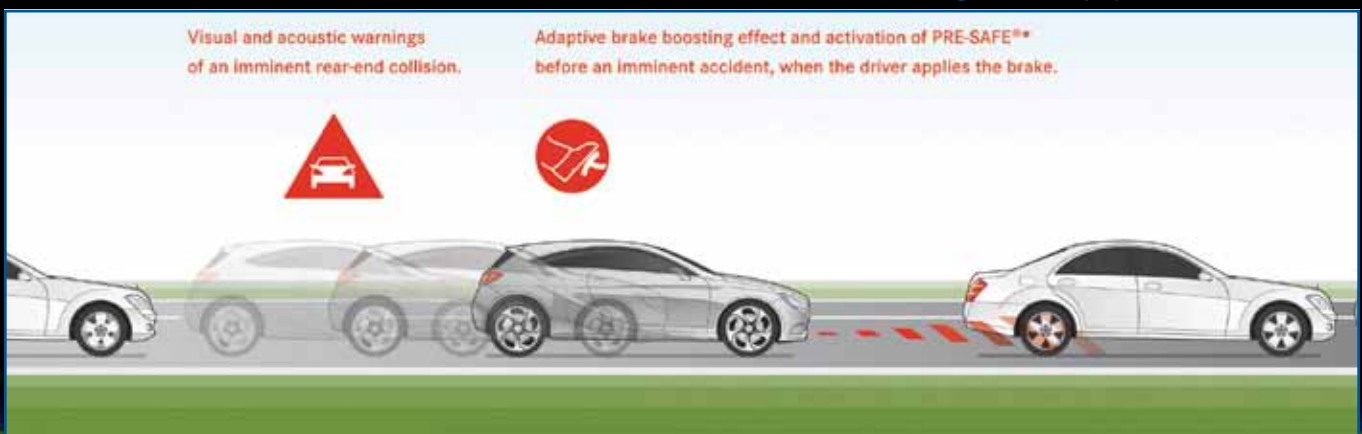 Visual and acoustic warnings
of an imminent rear-end collision.
Adaptive brake boosting effect and activation of PRE-SAFE®*
before an imminent accident, when the driver applies the brake.